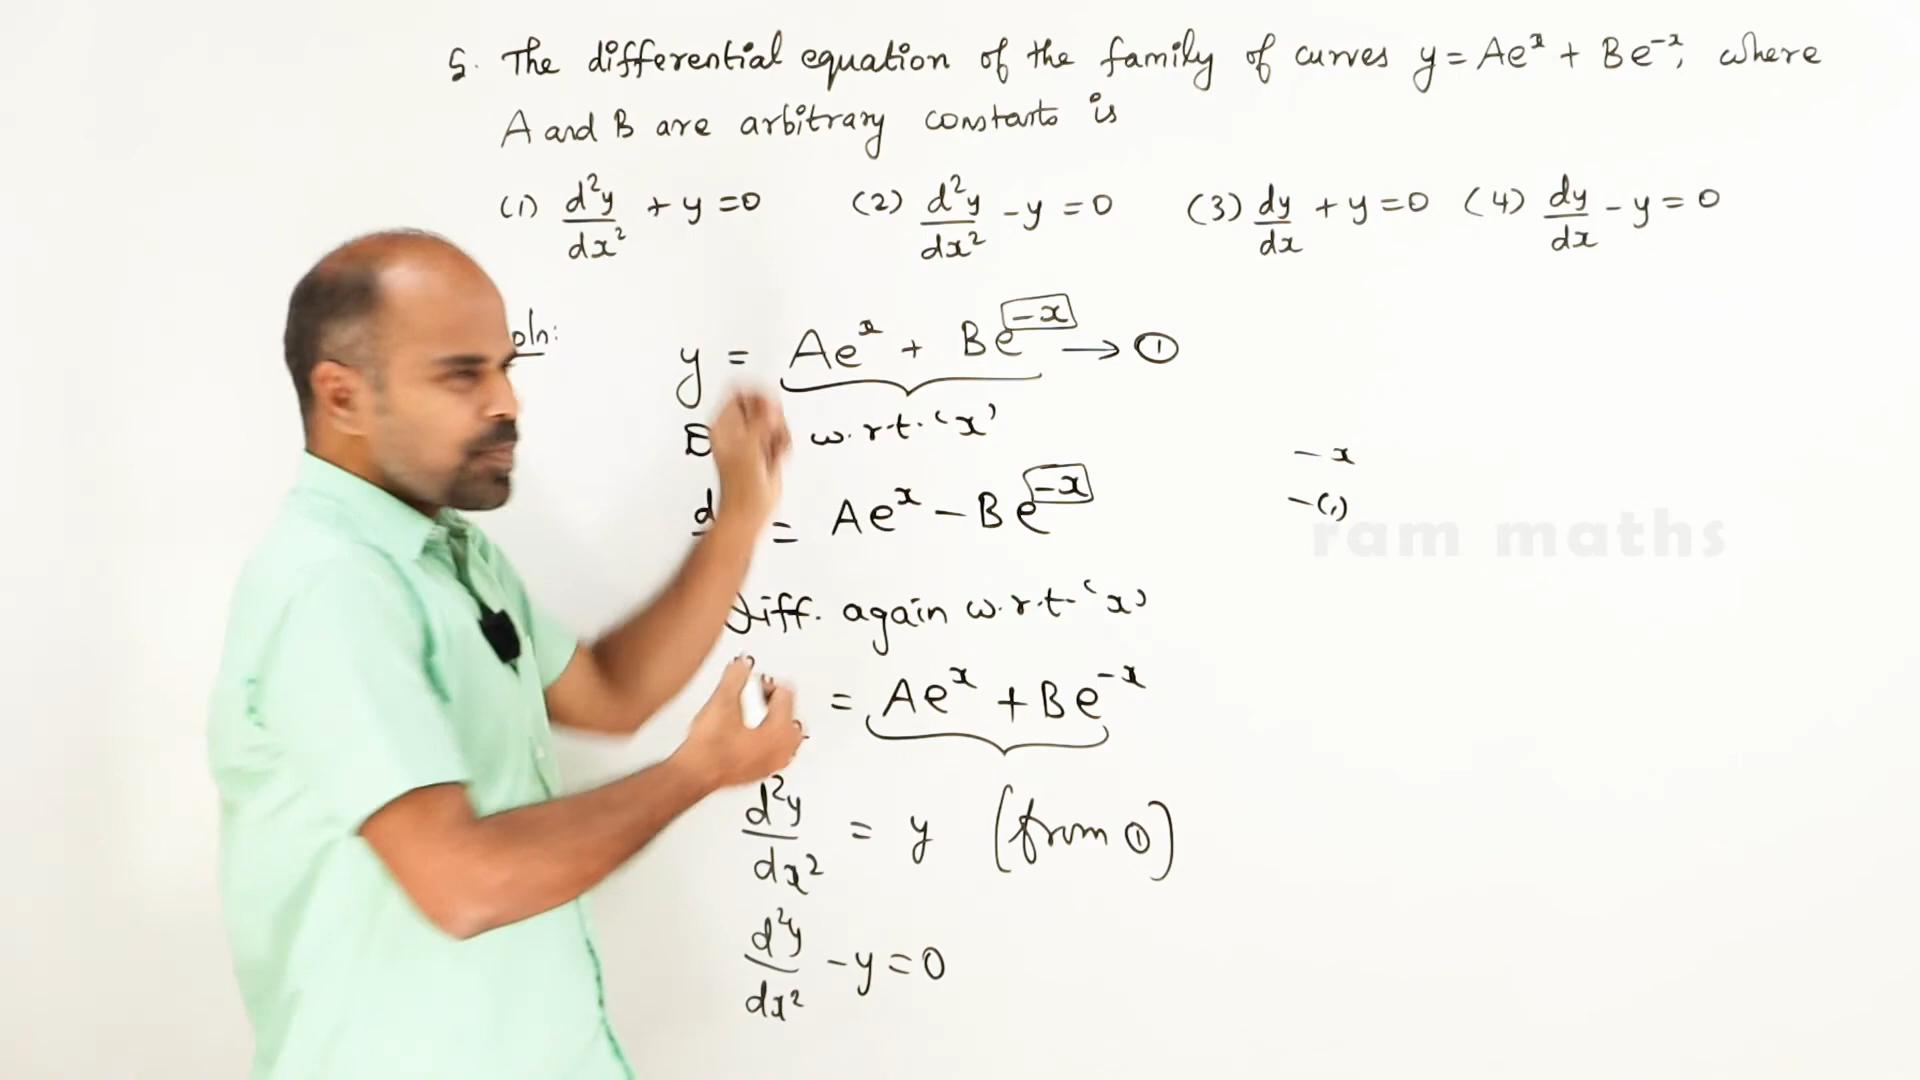 5. The differential equation of the family of curves y = Ae^x + Be^-x, where
A and B are arbitrary constants is
(1) d²y/dx² + y = 0 (2) d²y/dx² - y = 0 (3) dy/dx + y = 0 (4) dy/dx - y = 0
oln:
y = Ae^x + Be^-x → ①
w.r.t. 'x'
- x
= Ae^x - Be^-x
- (1)
ram maths
Diff. again w.r.t. 'x'
= Ae^x + Be^-x
d²y/dx² = y (from ①)
d²y/dx² - y = 0